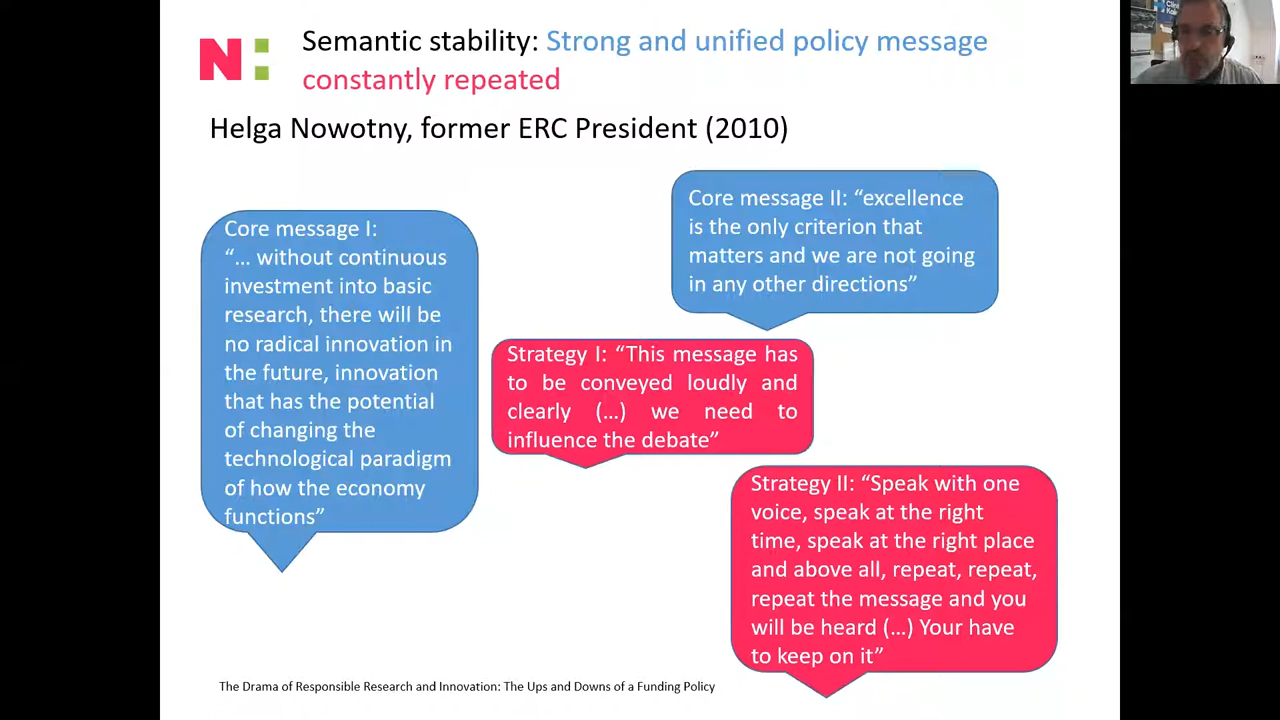 N:
Semantic stability: Strong and unified policy message
constantly repeated
Helga Nowotny, former ERC President (2010)
Core message I:
“... without continuous
investment into basic
research, there will be
no radical innovation in
the future, innovation
that has the potential
of changing the
technological paradigm
of how the economy
functions”
Core message II: “excellence
is the only criterion that
matters and we are not going
in any other directions”
Strategy I: “This message has
to be conveyed loudly and
clearly (…) we need to
influence the debate”
Strategy II: “Speak with one
voice, speak at the right
time, speak at the right place
and above all, repeat, repeat,
repeat the message and you
will be heard (…) Your have
to keep on it”
The Drama of Responsible Research and Innovation: The Ups and Downs of a Funding Policy